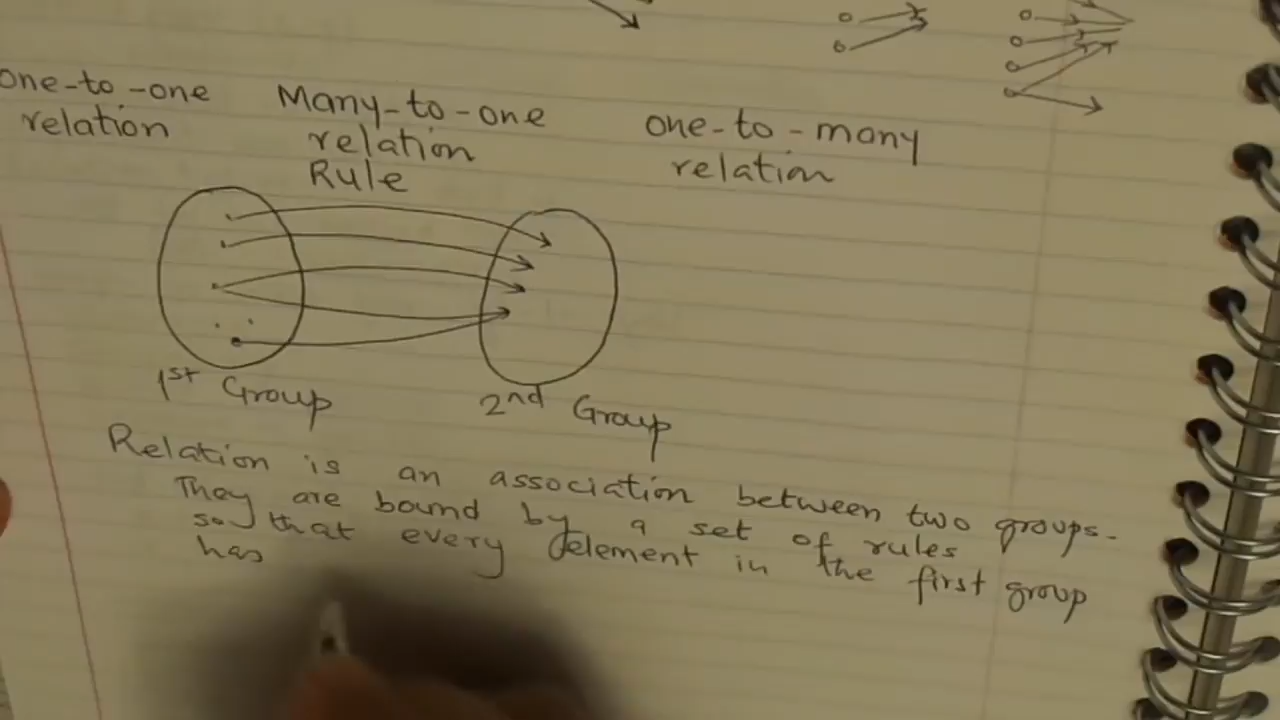 one-to-one
relation
Many-to-one
relation
Rule
one-to-many
relation
1st Group
2nd Group
Relation is an association between two groups.
They are bound by a set of rules
so that every element in the first group
has